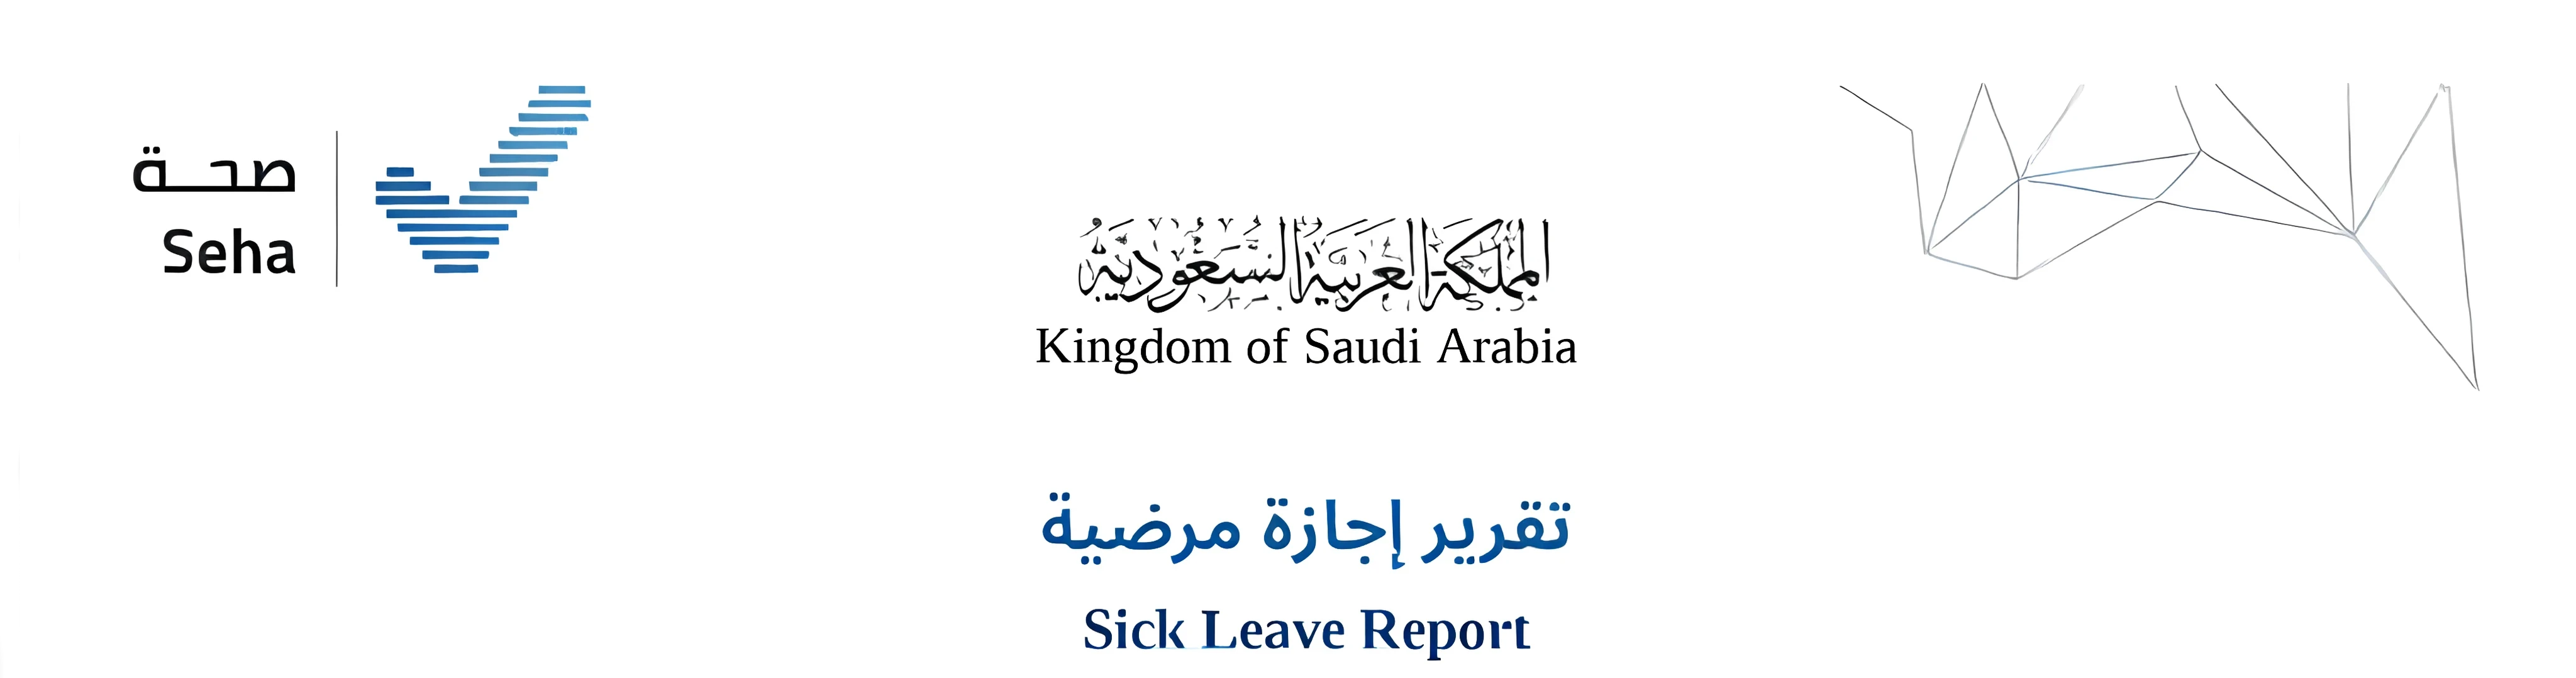 صحة
Seha
المملكة العربية السعودية
Kingdom of Saudi Arabia
تقرير إجازة مرضية
Sick Leave Report